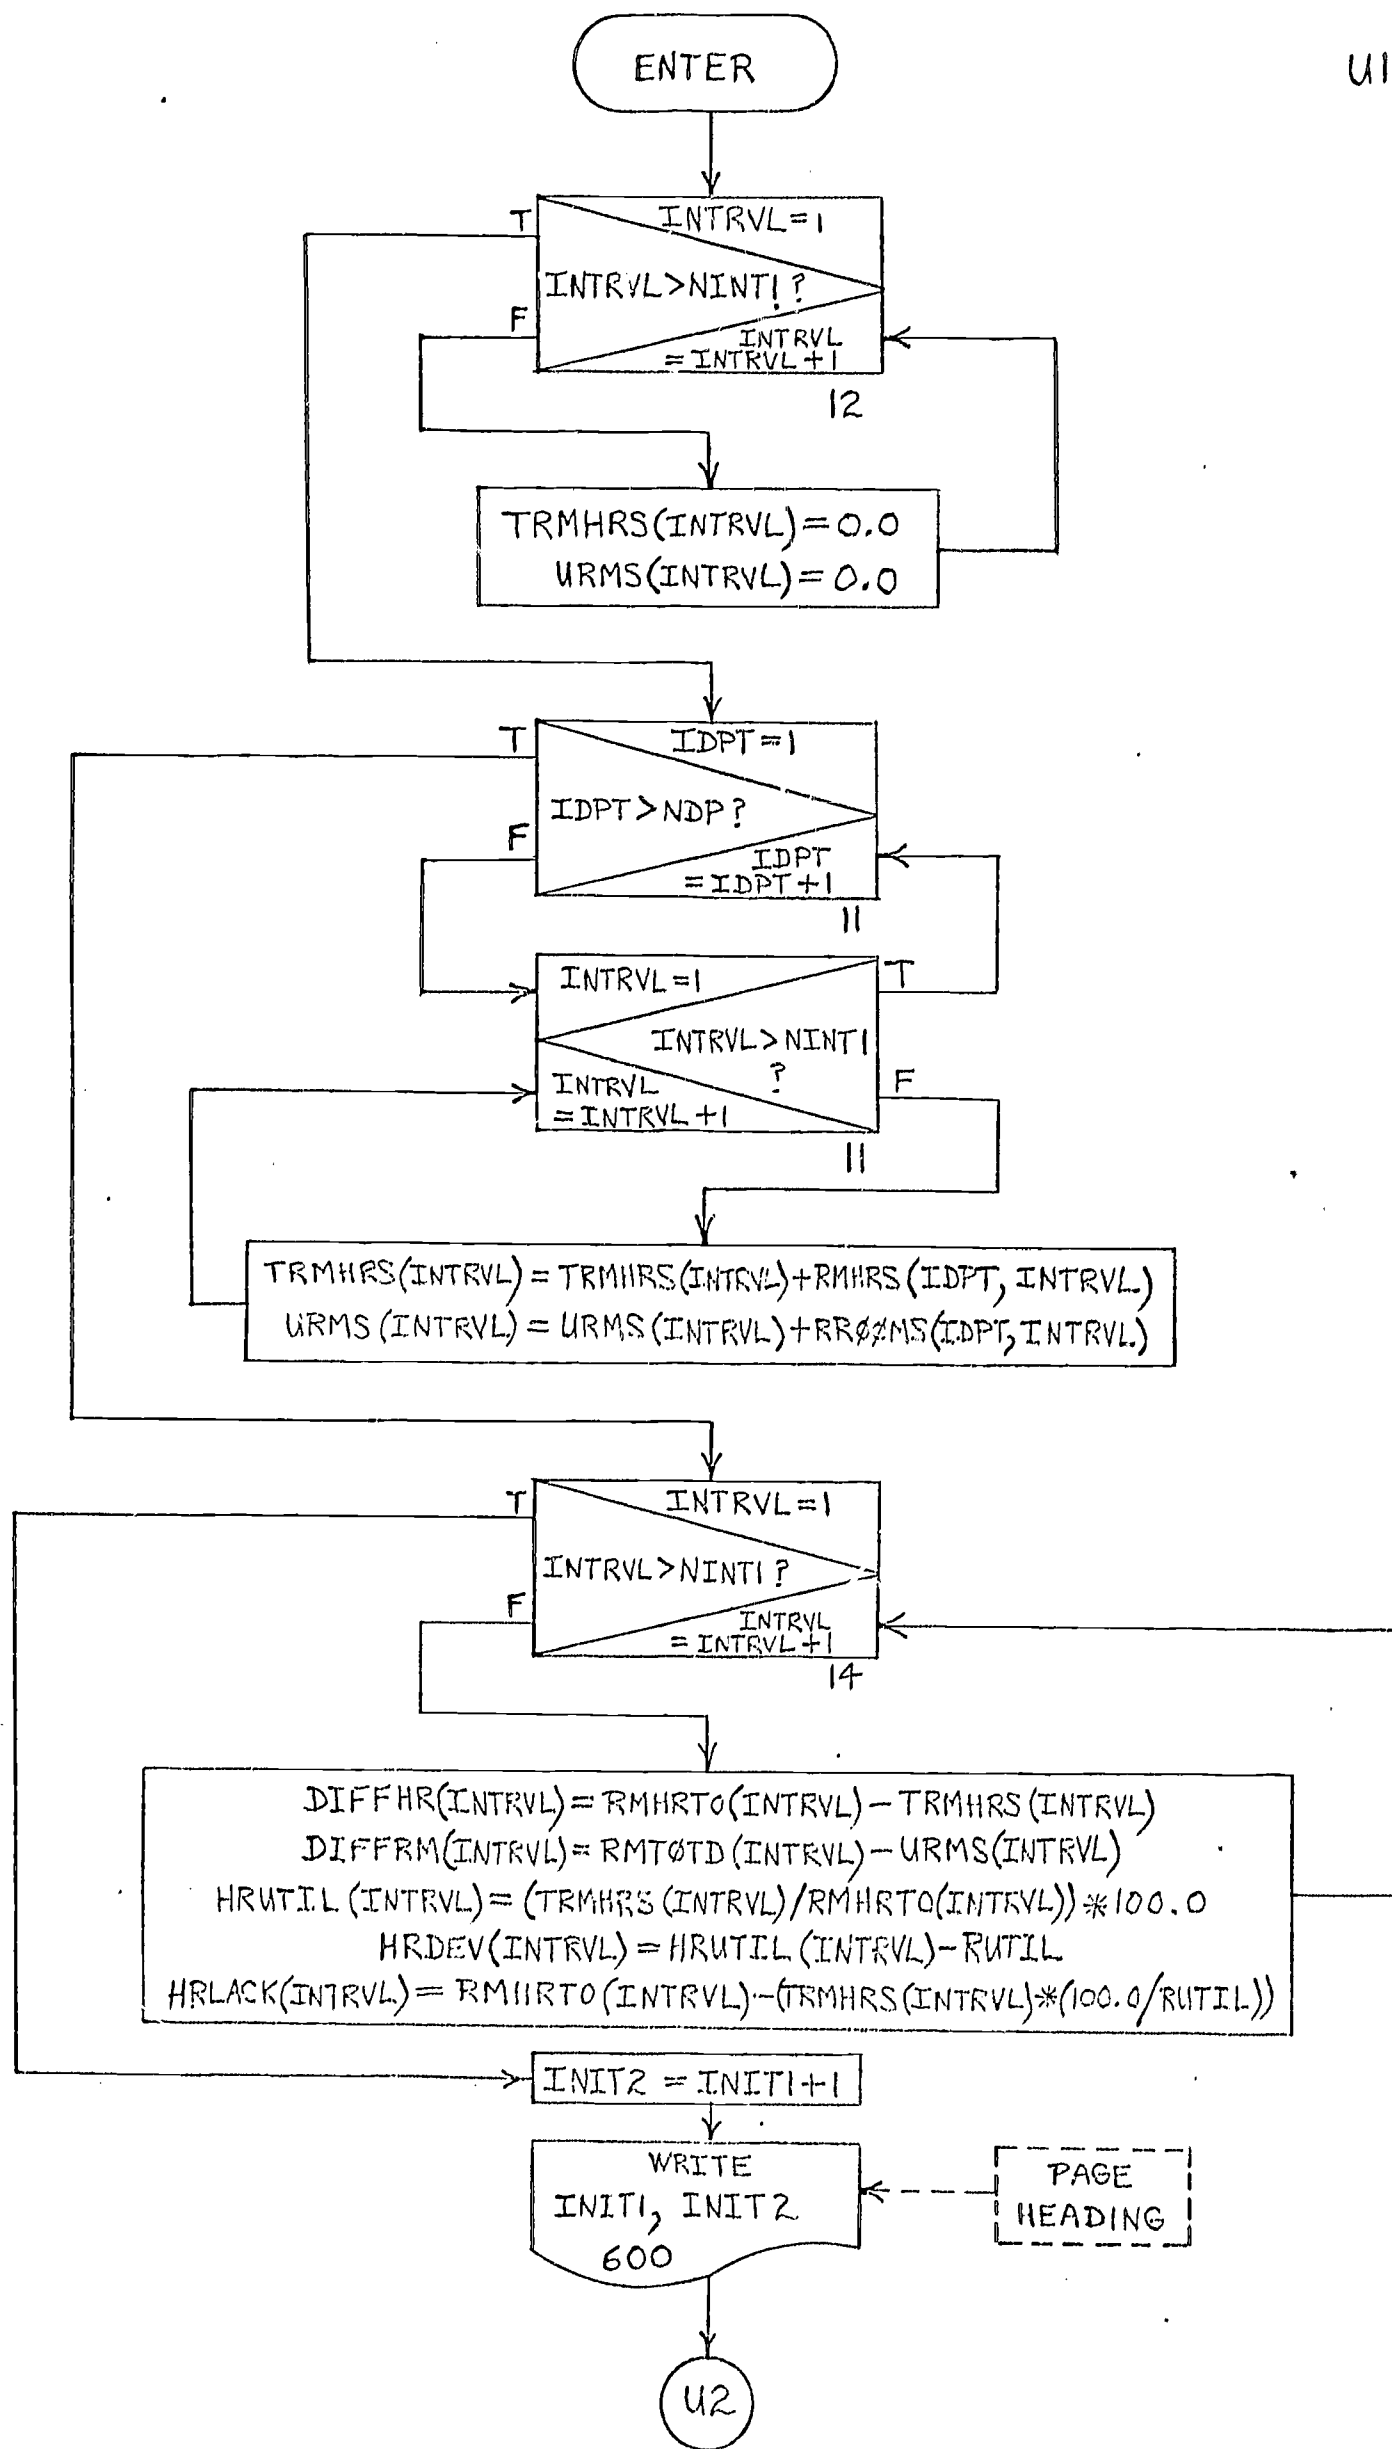 ENTER
U1
T
INTRVL=1
INTRVL>NINT1?
F
INTRVL
=INTRVL+1
12
TRMHRS(INTRVL)=0.0
URMS(INTRVL)=0.0
T
IDPT=1
IDPT>NDP?
F
IDPT
=IDPT+1
11
INTRVL=1
T
INTRVL>NINT1
?
F
INTRVL
=INTRVL+1
11
TRMHRS(INTRVL)=TRMHRS(INTRVL)+RMHRS(IDPT,INTRVL)
URMS(INTRVL)=URMS(INTRVL)+RRØØMS(IDPT,INTRVL)
T
INTRVL=1
INTRVL>NINT1?
F
INTRVL
=INTRVL+1
14
DIFFHR(INTRVL)=RMHRTO(INTRVL)-TRMHRS(INTRVL)
DIFFRM(INTRVL)=RMTØTD(INTRVL)-URMS(INTRVL)
HRUTIL(INTRVL)=(TRMHRS(INTRVL)/RMHRTO(INTRVL))*100.0
HRDEV(INTRVL)=HRUTIL(INTRVL)-RUTIL
HRLACK(INTRVL)=RMHRTO(INTRVL)-(TRMHRS(INTRVL)*(100.0/RUTIL))
INIT2=INIT1+1
WRITE
INIT1, INIT2
600
PAGE
HEADING
U2